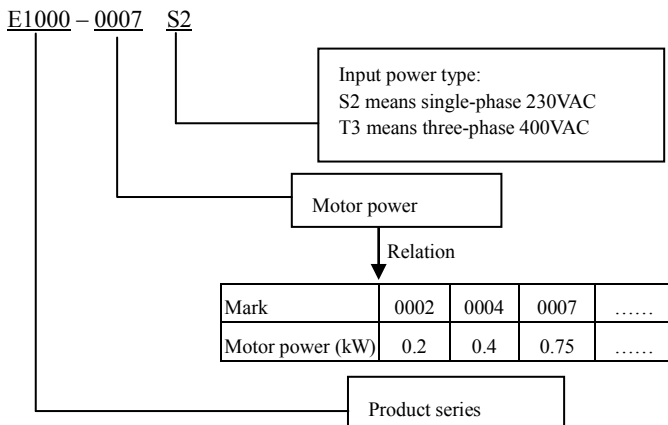 E1000 – 0007 S2
Input power type:
S2 means single-phase 230VAC
T3 means three-phase 400VAC
Motor power
Relation
Mark 0002 0004 0007 ……
Motor power (kW) 0.2 0.4 0.75 ……
Product series